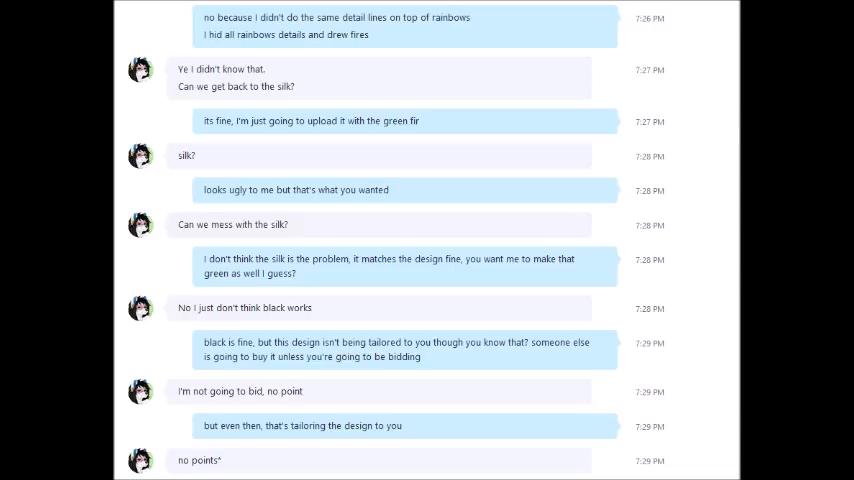 no because I didn't do the same detail lines on top of rainbows
I hid all rainbows details and drew fires
7:26 PM
Ye I didn't know that.
7:27 PM
Can we get back to the silk?
its fine, I'm just going to upload it with the green fir
7:27 PM
silk?
7:28 PM
looks ugly to me but that's what you wanted
7:28 PM
Can we mess with the silk?
7:28 PM
I don't think the silk is the problem, it matches the design fine, you want me to make that
green as well I guess?
7:28 PM
No I just don't think black works
7:28 PM
black is fine, but this design isn't being tailored to you though you know that? someone else
is going to buy it unless you're going to be bidding
7:29 PM
I'm not going to bid, no point
7:29 PM
but even then, that's tailoring the design to you
7:29 PM
no points*
7:29 PM